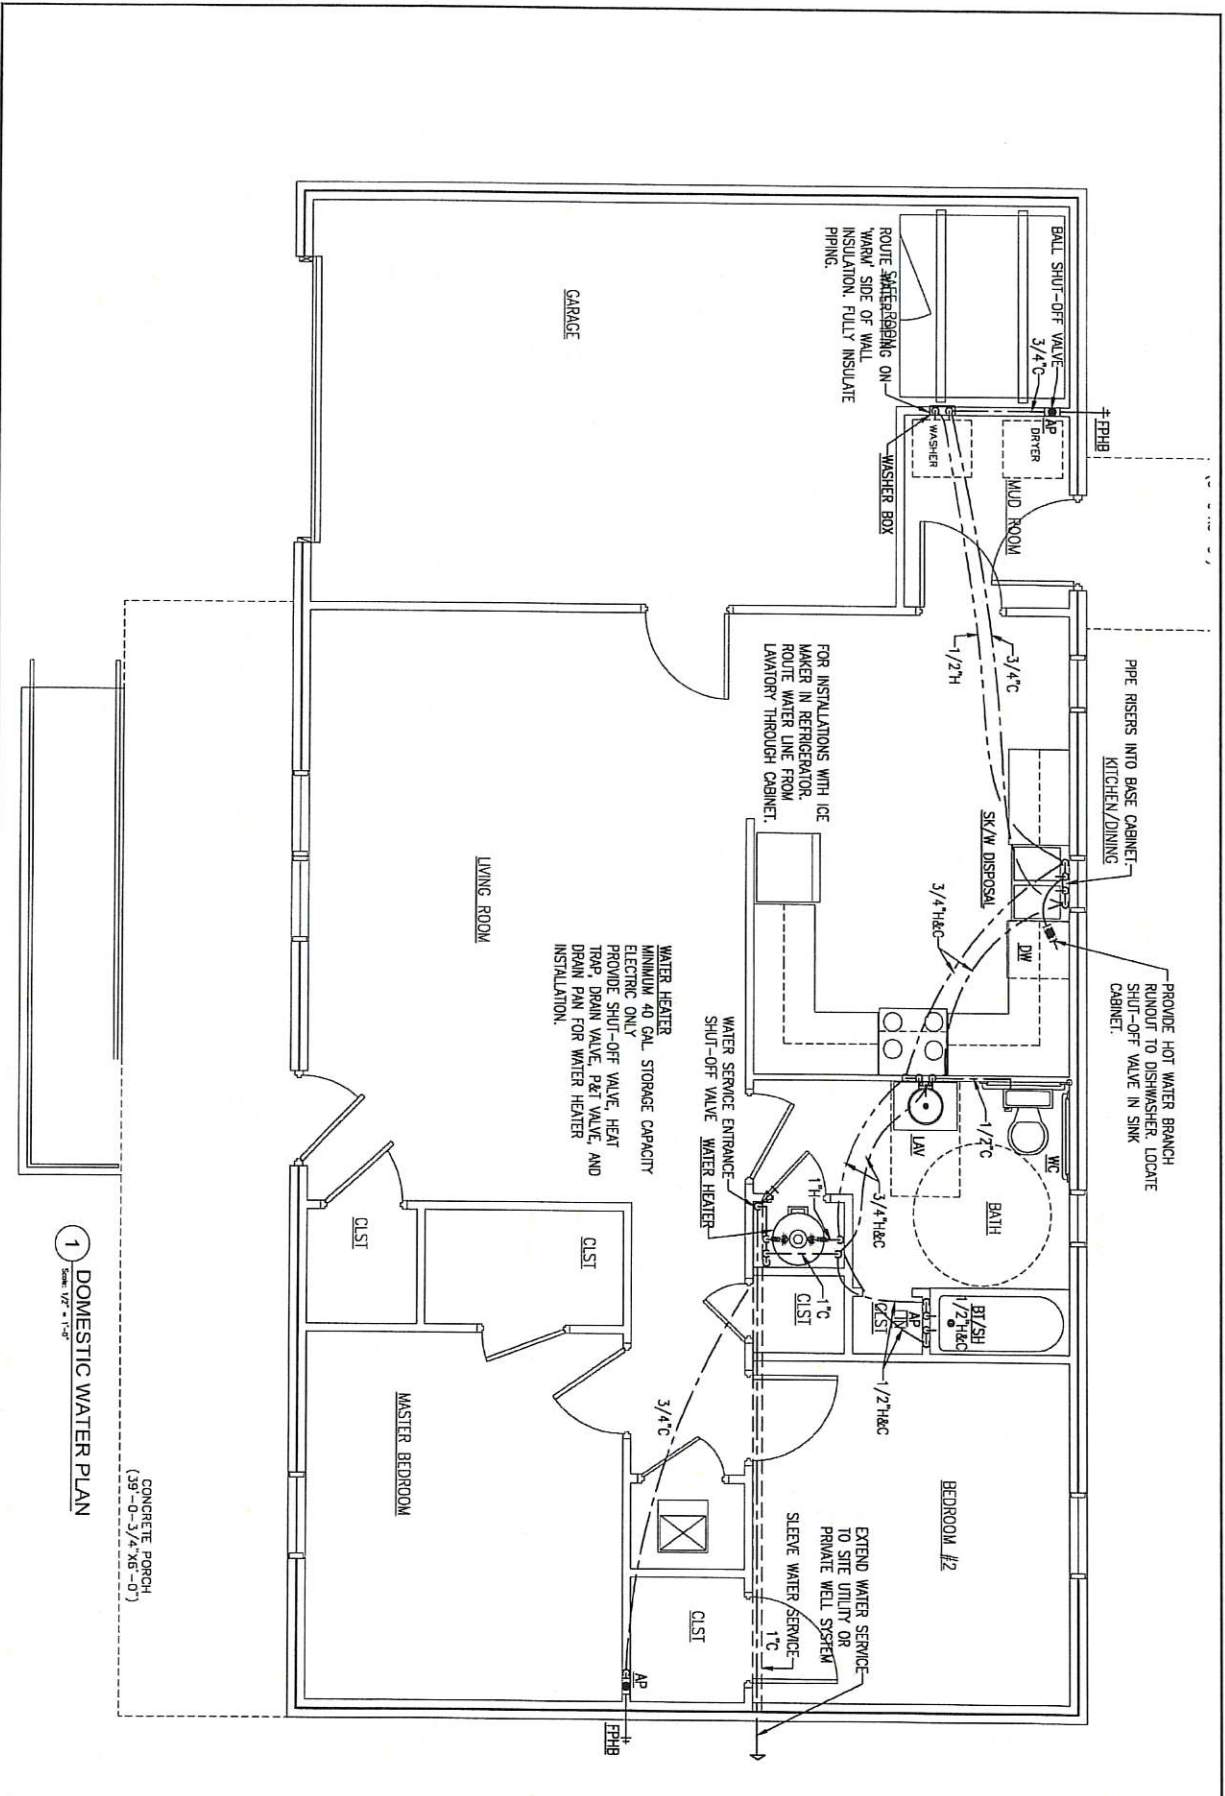 BALL SHUT-OFF VALVE
3/4"C
AP
FPHB
DRYER
WASHER
MUD ROOM
SAFE ROOM
ROUTE WATER PIPING ON
'WARM' SIDE OF WALL
INSULATION. FULLY INSULATE
PIPING.
WASHER BOX
GARAGE
3/4"C
1/2"H
PIPE RISERS INTO BASE CABINET.
KITCHEN/DINING
PROVIDE HOT WATER BRANCH
RUNOUT TO DISHWASHER. LOCATE
SHUT-OFF VALVE IN SINK
CABINET.
SK/W DISPOSAL
DW
3/4"H&C
FOR INSTALLATIONS WITH ICE
MAKER IN REFRIGERATOR.
ROUTE WATER LINE FROM
LAVATORY THROUGH CABINET.
LIVING ROOM
WATER HEATER
MINIMUM 40 GAL. STORAGE CAPACITY
ELECTRIC ONLY
PROVIDE SHUT-OFF VALVE, HEAT
TRAP, DRAIN VALVE, P&T VALVE, AND
DRAIN PAN FOR WATER HEATER
INSTALLATION.
WATER SERVICE ENTRANCE
SHUT-OFF VALVE
WATER HEATER
1/2"C
WC
LAV
BATH
3/4"H&C
1"H
1"C
CLST
CLST
AP
BT/SH
1/2"H&C
1/2"H&C
CLST
CLST
BEDROOM #2
3/4"C
MASTER BEDROOM
EXTEND WATER SERVICE
TO SITE UTILITY OR
PRIVATE WELL SYSTEM
SLEEVE WATER SERVICE
1"C
CLST
AP
FPHB
CONCRETE PORCH
(39'-0-3/4"X6'-0")
1
DOMESTIC WATER PLAN
Scale: 1/2" = 1'-0"